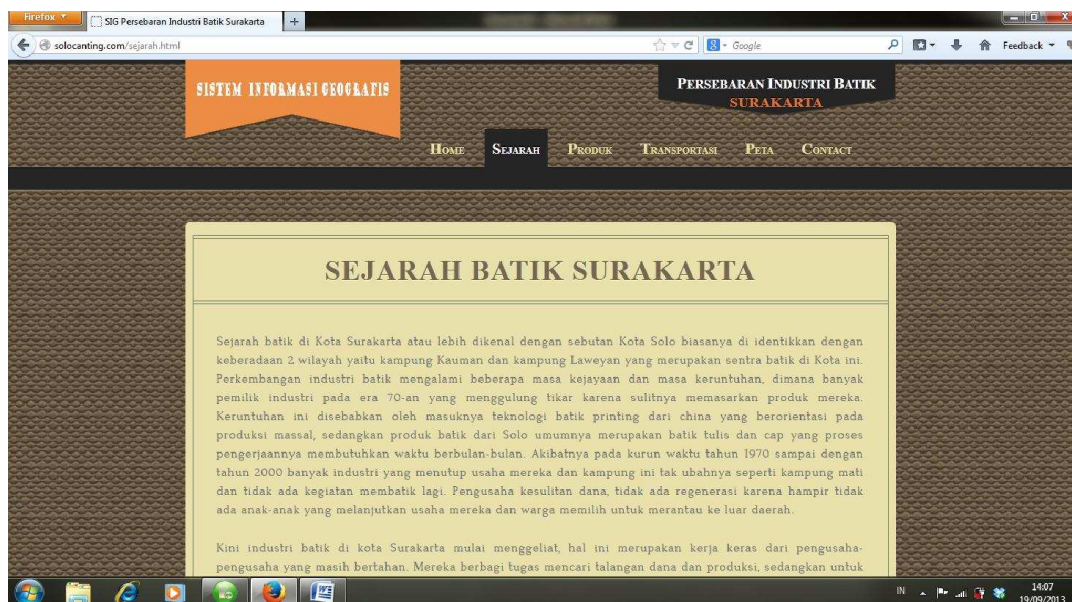 Firefox
SIG Persebaran Industri Batik Surakarta
solocanting.com/sejarah.html
Google
Feedback
SISTEM INFORMASI GEOGRAFIS
PERSEBARAN INDUSTRI BATIK
SURAKARTA
HOME SEJARAH PRODUK TRANSPORTASI PETA CONTACT
SEJARAH BATIK SURAKARTA
Sejarah batik di Kota Surakarta atau lebih dikenal dengan sebutan Kota Solo biasanya di identikkan dengan
keberadaan 2 wilayah yaitu kampung Kauman dan kampung Laweyan yang merupakan sentra batik di Kota ini.
Perkembangan industri batik mengalami beberapa masa kejayaan dan masa keruntuhan, dimana banyak
pemilik industri pada era 70-an yang menggulung tikar karena sulitnya memasarkan produk mereka.
Keruntuhan ini disebabkan oleh masuknya teknologi batik printing dari china yang berorientasi pada
produksi massal, sedangkan produk batik dari Solo umumnya merupakan batik tulis dan cap yang proses
pengerjaannya membutuhkan waktu berbulan-bulan. Akibatnya pada kurun waktu tahun 1970 sampai dengan
tahun 2000 banyak industri yang menutup usaha mereka dan kampung ini tak ubahnya seperti kampung mati
dan tidak ada kegiatan membatik lagi. Pengusaha kesulitan dana, tidak ada regenerasi karena hampir tidak
ada anak-anak yang melanjutkan usaha mereka dan warga memilih untuk merantau ke luar daerah.
Kini industri batik di kota Surakarta mulai menggeliat, hal ini merupakan kerja keras dari pengusaha-
pengusaha yang masih bertahan. Mereka berbagi tugas mencari talangan dana dan produksi, sedangkan untuk
IN
14:07
19/09/2013